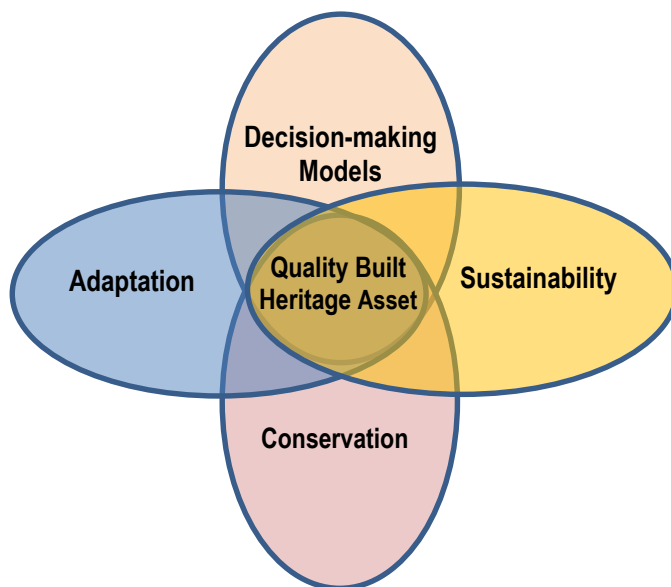 Decision-making
Models
Adaptation
Quality Built
Heritage Asset
Sustainability
Conservation